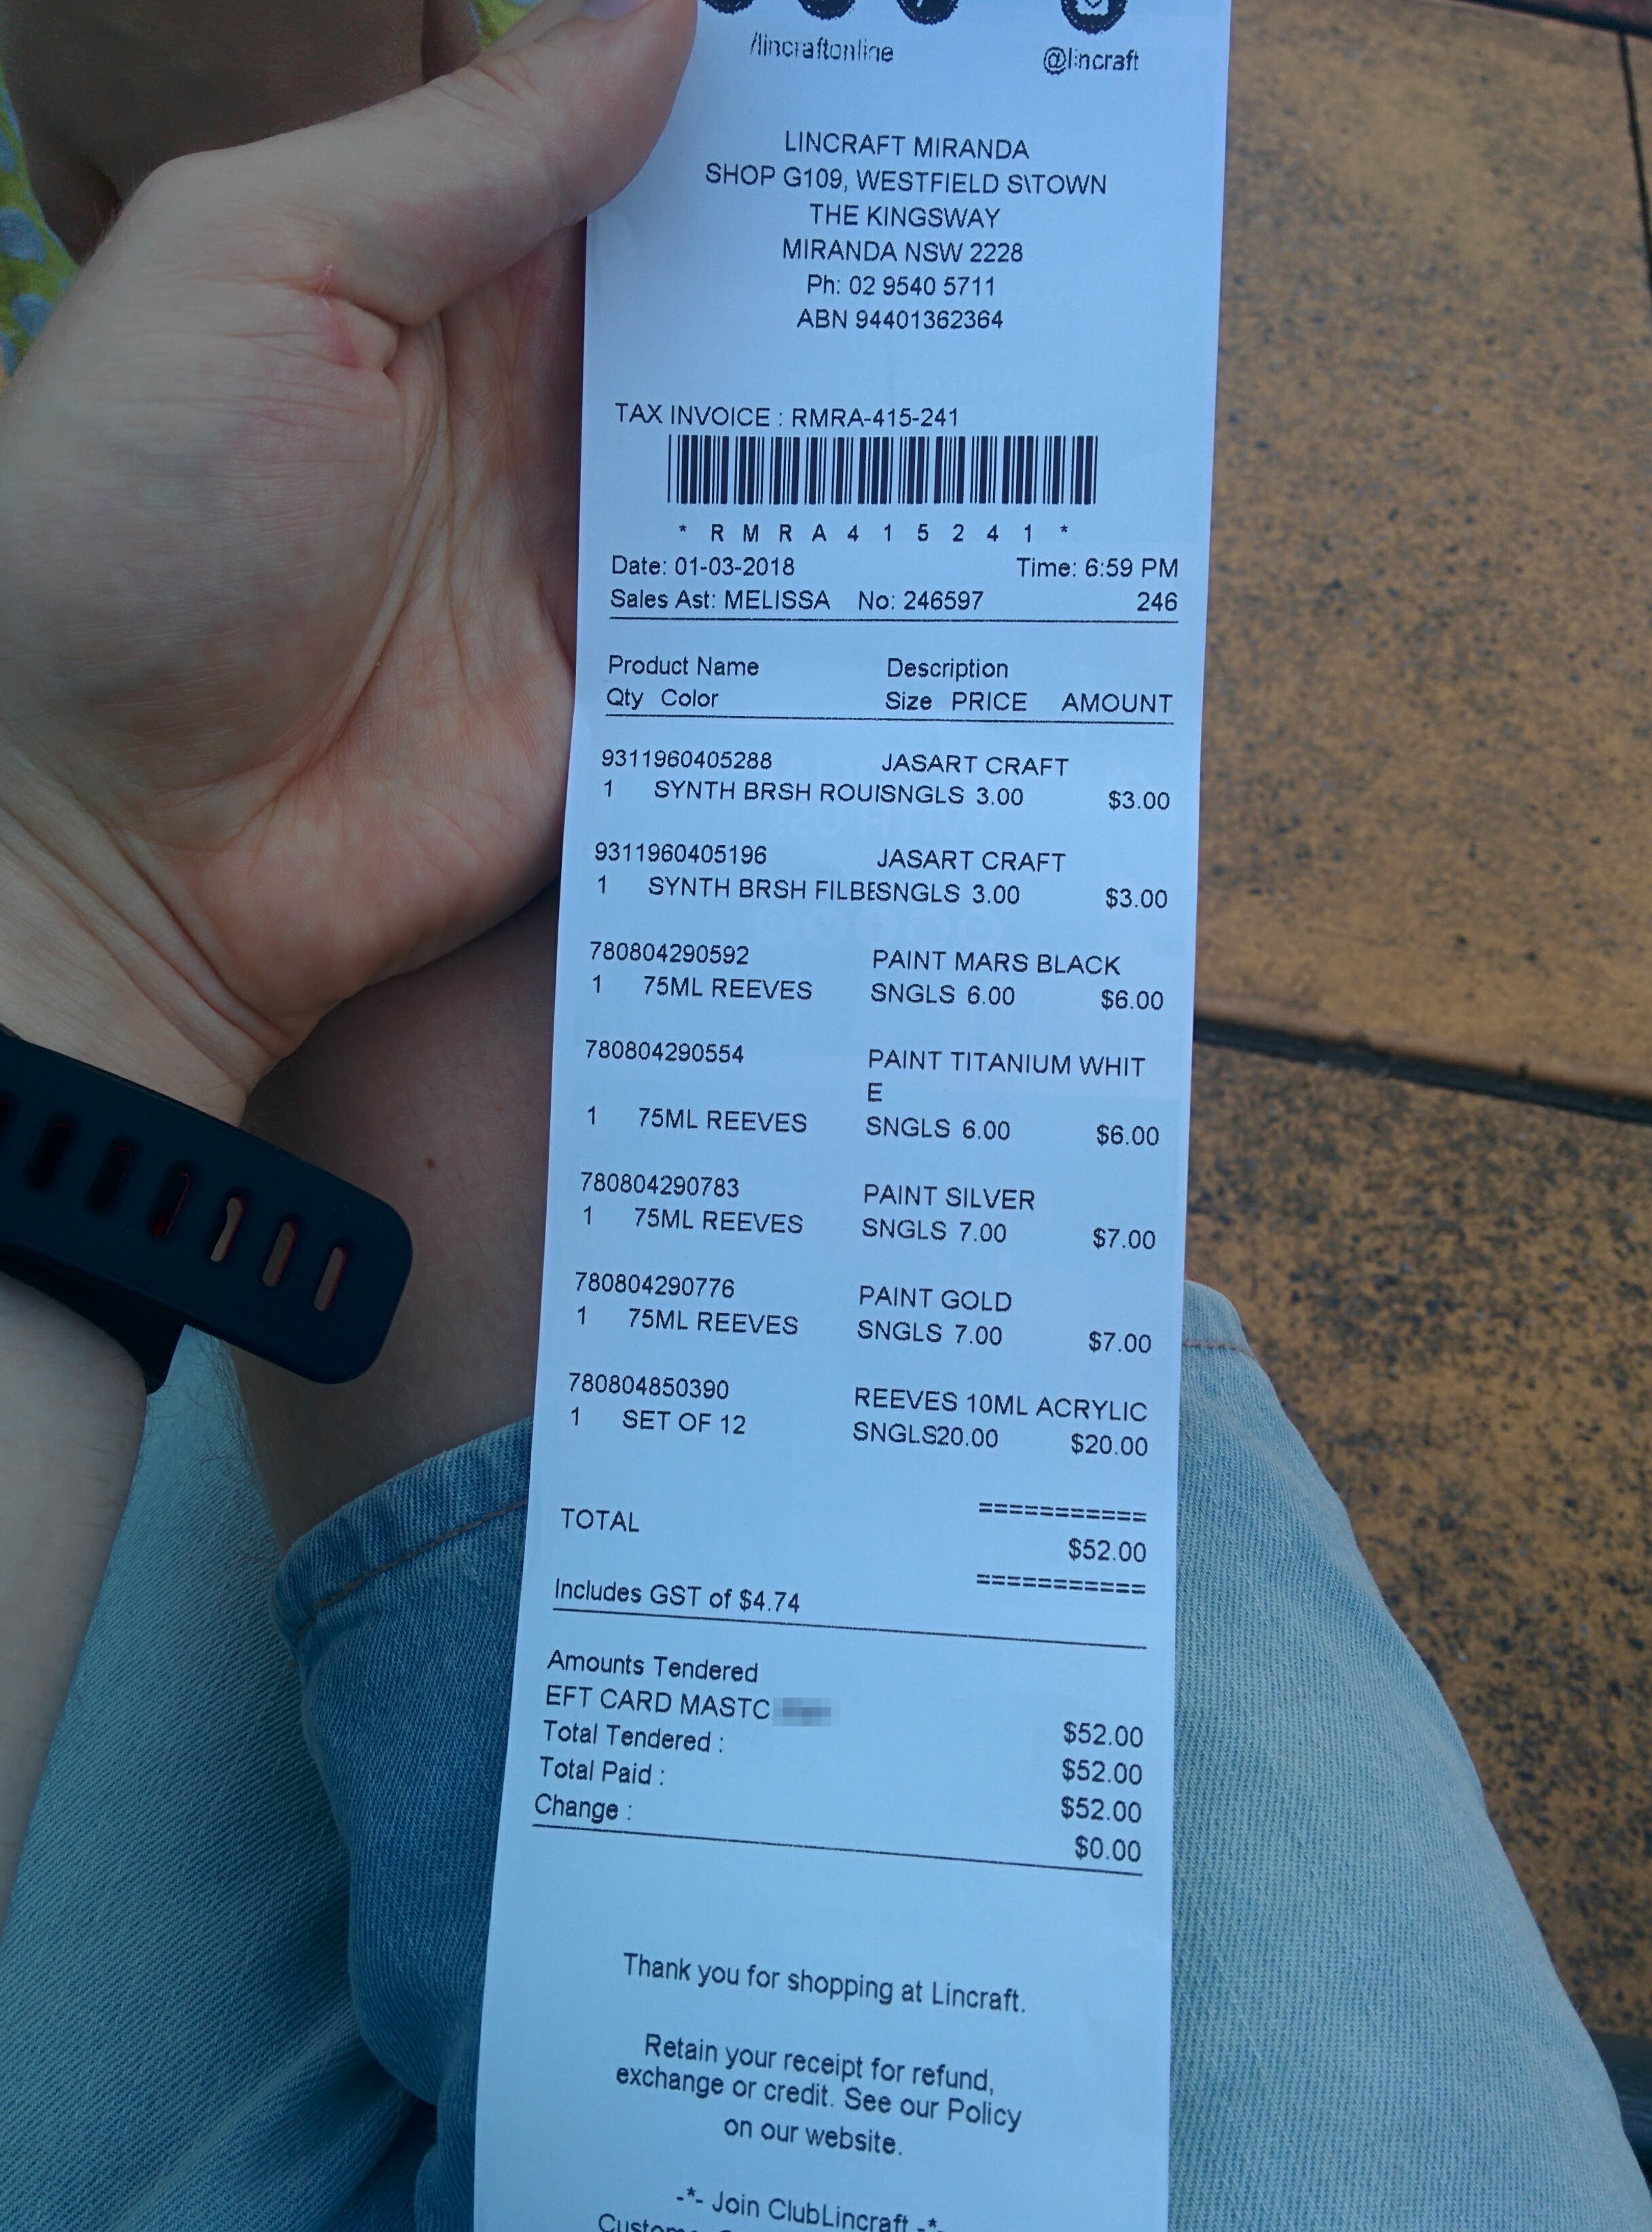 /lincraftonline @lincraft
LINCRAFT MIRANDA
SHOP G109, WESTFIELD S\TOWN
THE KINGSWAY
MIRANDA NSW 2228
Ph: 02 9540 5711
ABN 94401362364
TAX INVOICE : RMRA-415-241
* R M R A 4 1 5 2 4 1 *
Date: 01-03-2018 Time: 6:59 PM
Sales Ast: MELISSA No: 246597 246
Product Name Description
Qty Color Size PRICE AMOUNT
9311960405288 JASART CRAFT
1 SYNTH BRSH ROUISNGLS 3.00 $3.00
9311960405196 JASART CRAFT
1 SYNTH BRSH FILBESNGLS 3.00 $3.00
780804290592 PAINT MARS BLACK
1 75ML REEVES SNGLS 6.00 $6.00
780804290554 PAINT TITANIUM WHIT
E
1 75ML REEVES SNGLS 6.00 $6.00
780804290783 PAINT SILVER
1 75ML REEVES SNGLS 7.00 $7.00
780804290776 PAINT GOLD
1 75ML REEVES SNGLS 7.00 $7.00
780804850390 REEVES 10ML ACRYLIC
1 SET OF 12 SNGLS20.00 $20.00
===========
TOTAL $52.00
===========
Includes GST of $4.74
Amounts Tendered
EFT CARD MASTC $52.00
Total Tendered : $52.00
Total Paid : $52.00
Change : $0.00
Thank you for shopping at Lincraft.
Retain your receipt for refund,
exchange or credit. See our Policy
on our website.
-*- Join ClubLincraft -*-